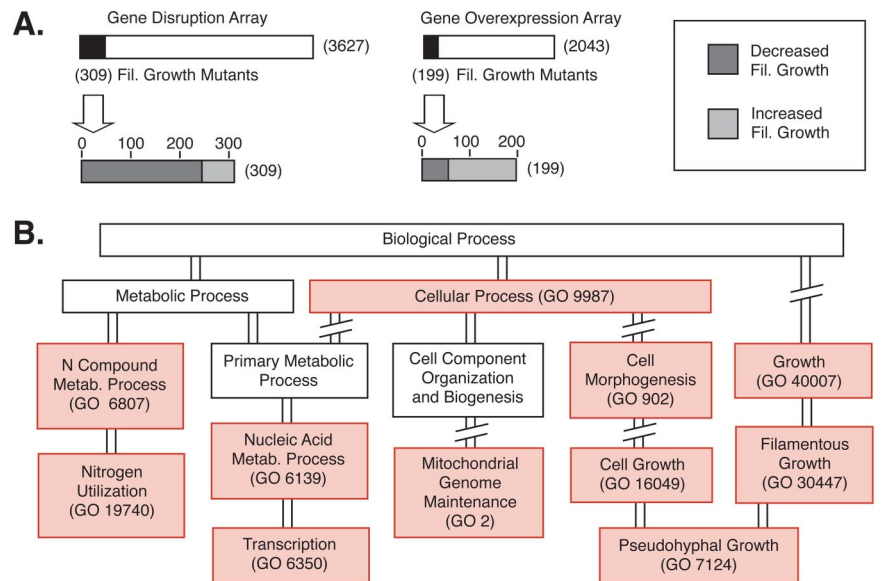 A.
Gene Disruption Array
(3627)
(309) Fil. Growth Mutants
0 100 200 300
(309)
Gene Overexpression Array
(2043)
(199) Fil. Growth Mutants
0 100 200
(199)
Decreased
Fil. Growth
Increased
Fil. Growth
B.
Biological Process
Metabolic Process
Cellular Process (GO 9987)
N Compound
Metab. Process
(GO 6807)
Primary Metabolic
Process
Cell Component
Organization
and Biogenesis
Cell
Morphogenesis
(GO 902)
Growth
(GO 40007)
Nitrogen
Utilization
(GO 19740)
Nucleic Acid
Metab. Process
(GO 6139)
Mitochondrial
Genome
Maintenance
(GO 2)
Cell Growth
(GO 16049)
Filamentous
Growth
(GO 30447)
Transcription
(GO 6350)
Pseudohyphal Growth
(GO 7124)